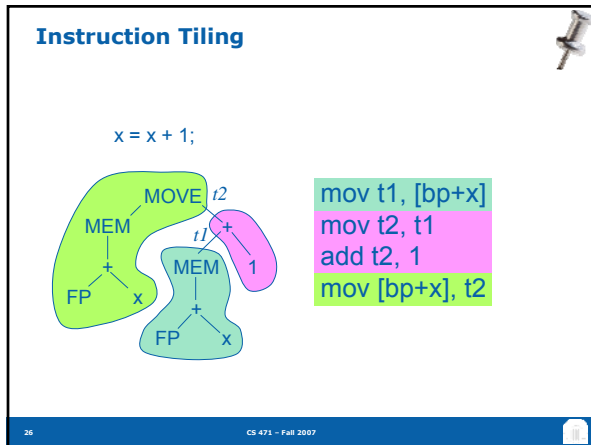 Instruction Tiling
x = x + 1;
MOVE t2
MEM t1 +
+ MEM 1
FP x +
FP x
mov t1, [bp+x]
mov t2, t1
add t2, 1
mov [bp+x], t2
26 CS 471 – Fall 2007